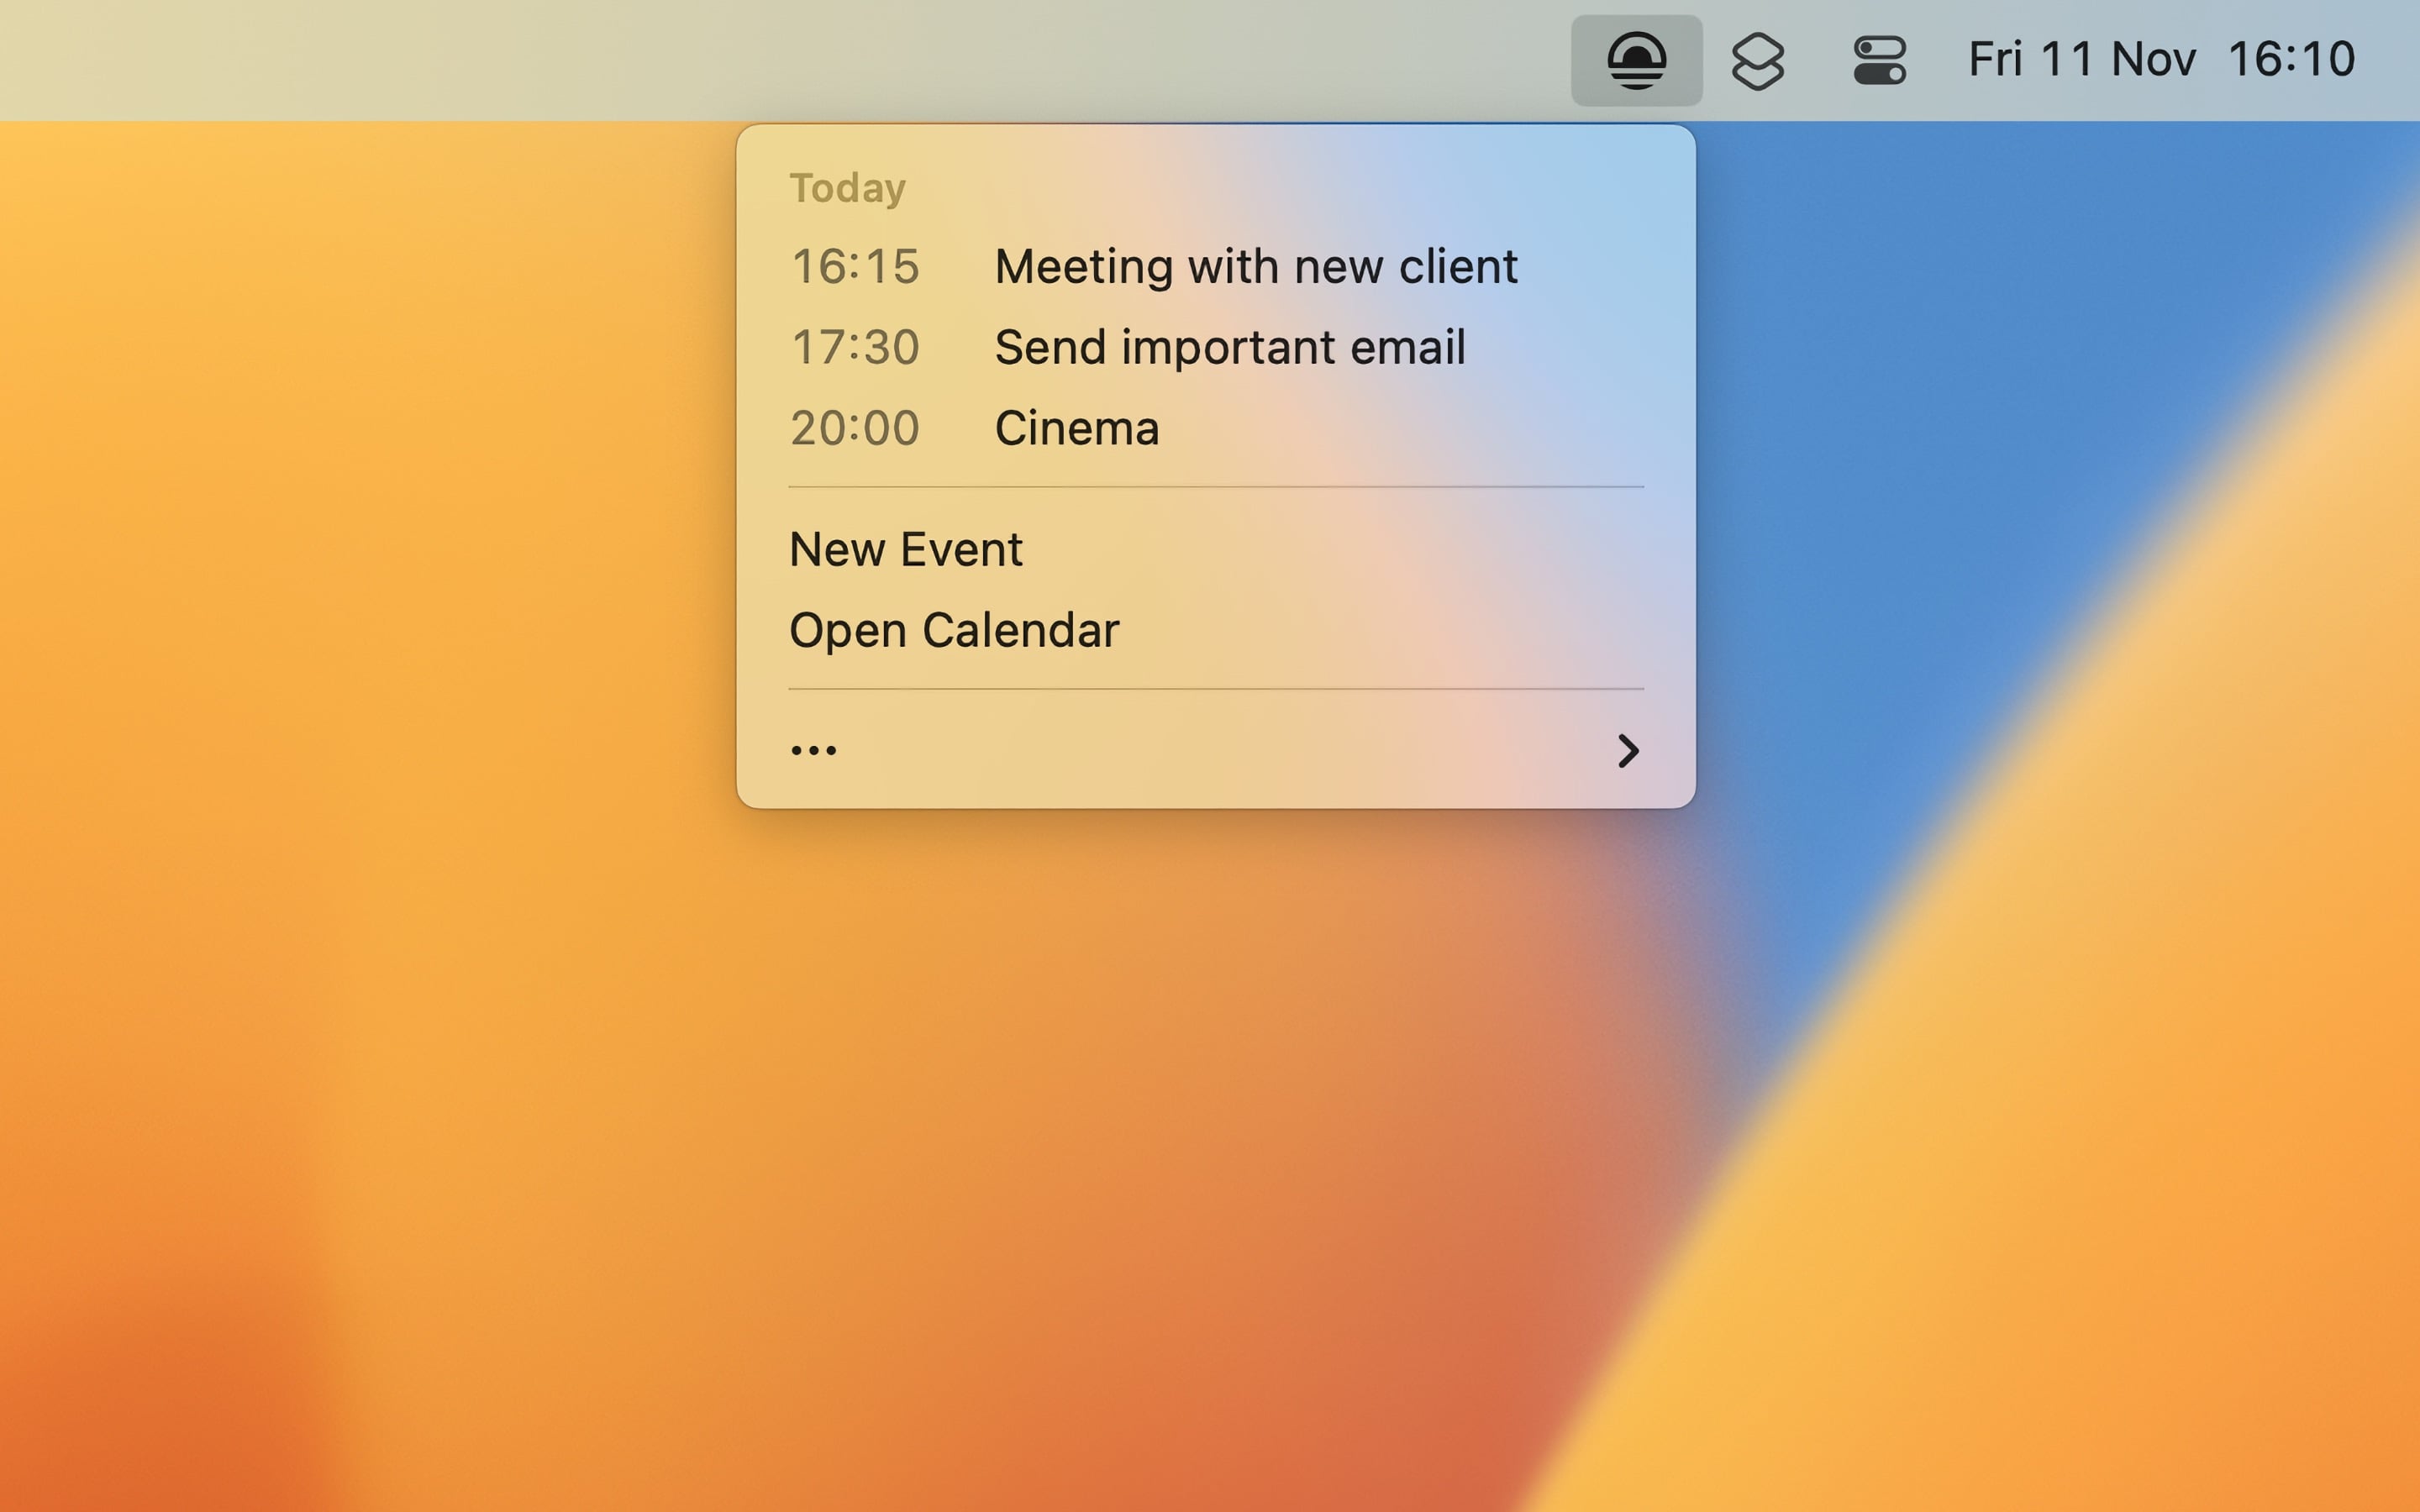 Fri 11 Nov 16:10
Today
16:15 Meeting with new client
17:30 Send important email
20:00 Cinema
New Event
Open Calendar
...